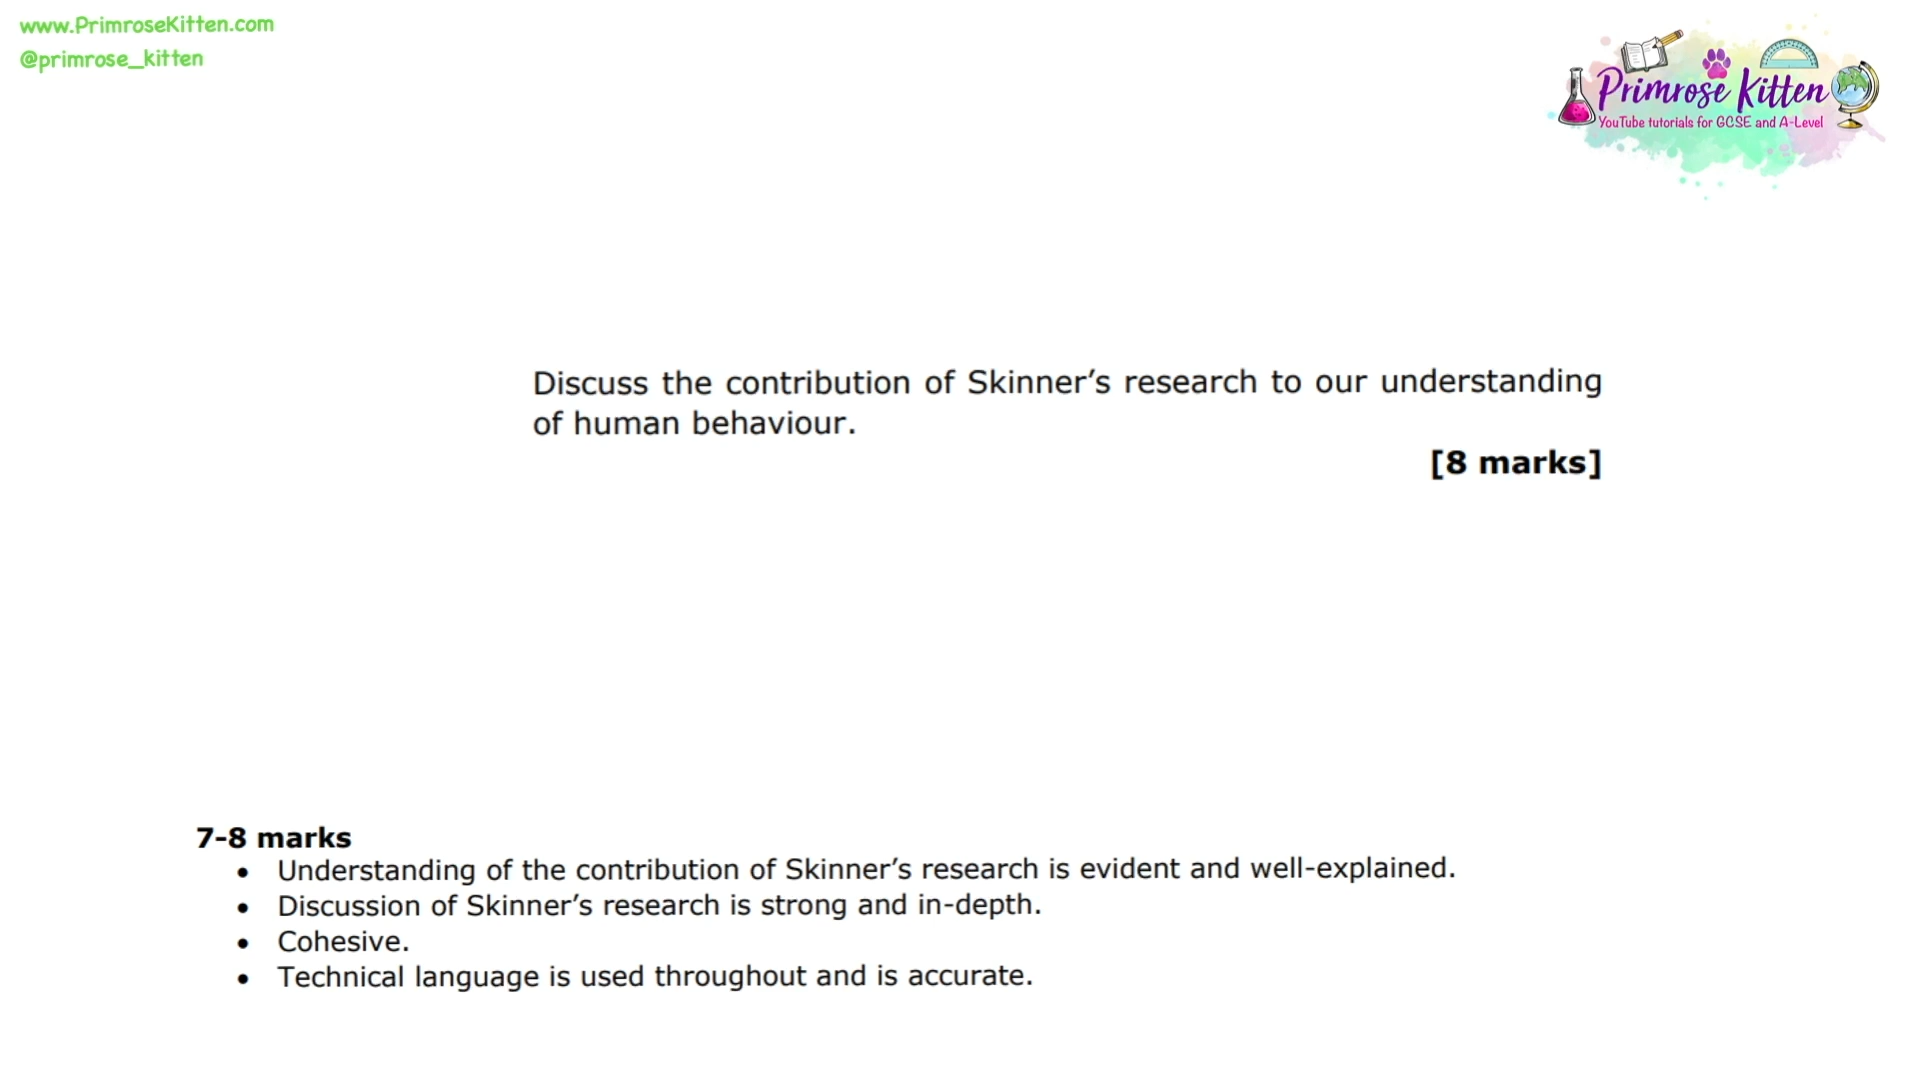 www.PrimroseKitten.com
@primrose_kitten
Primrose Kitten
YouTube tutorials for GCSE and A-Level
Discuss the contribution of Skinner’s research to our understanding
of human behaviour.
[8 marks]
7-8 marks
• Understanding of the contribution of Skinner’s research is evident and well-explained.
• Discussion of Skinner’s research is strong and in-depth.
• Cohesive.
• Technical language is used throughout and is accurate.